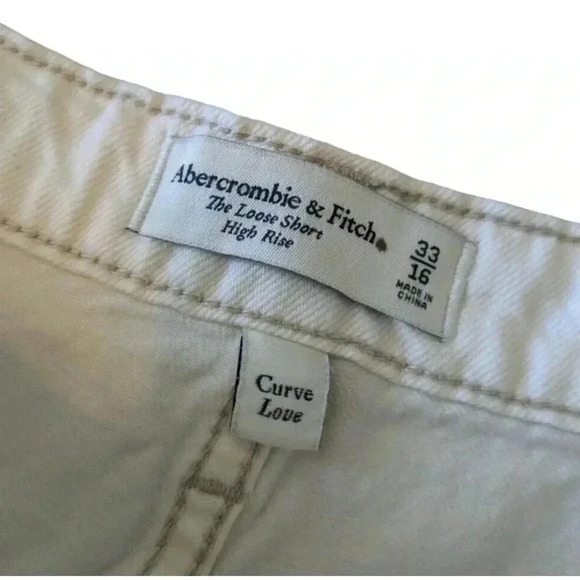 Abercrombie & Fitch
The Loose Short
High Rise
33
16
MADE IN
CHINA
Curve
Love